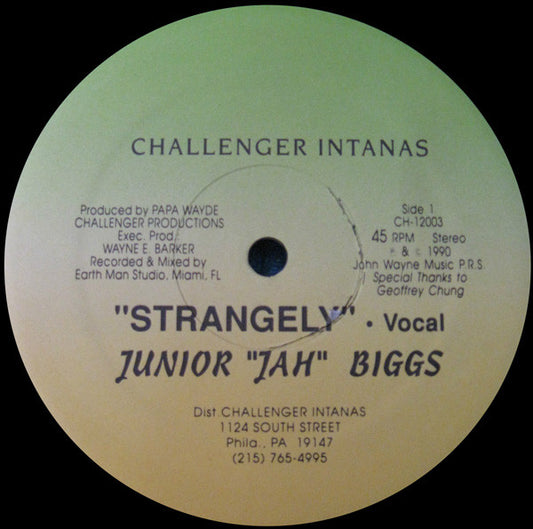 CHALLENGER INTANAS
Produced by PAPA WAYDE
CHALLENGER PRODUCTIONS
Exec. Prod.
WAYNE E. BARKER
Recorded & Mixed by
Earth Man Studio, Miami, FL
Side 1
CH-12003
45 RPM Stereo
℗ & © 1990
John Wayne Music P.R.S.
Special Thanks to
Geoffrey Chung
"STRANGELY" • Vocal
JUNIOR "JAH" BIGGS
Dist. CHALLENGER INTANAS
1124 SOUTH STREET
Phila., PA 19147
(215) 765-4995